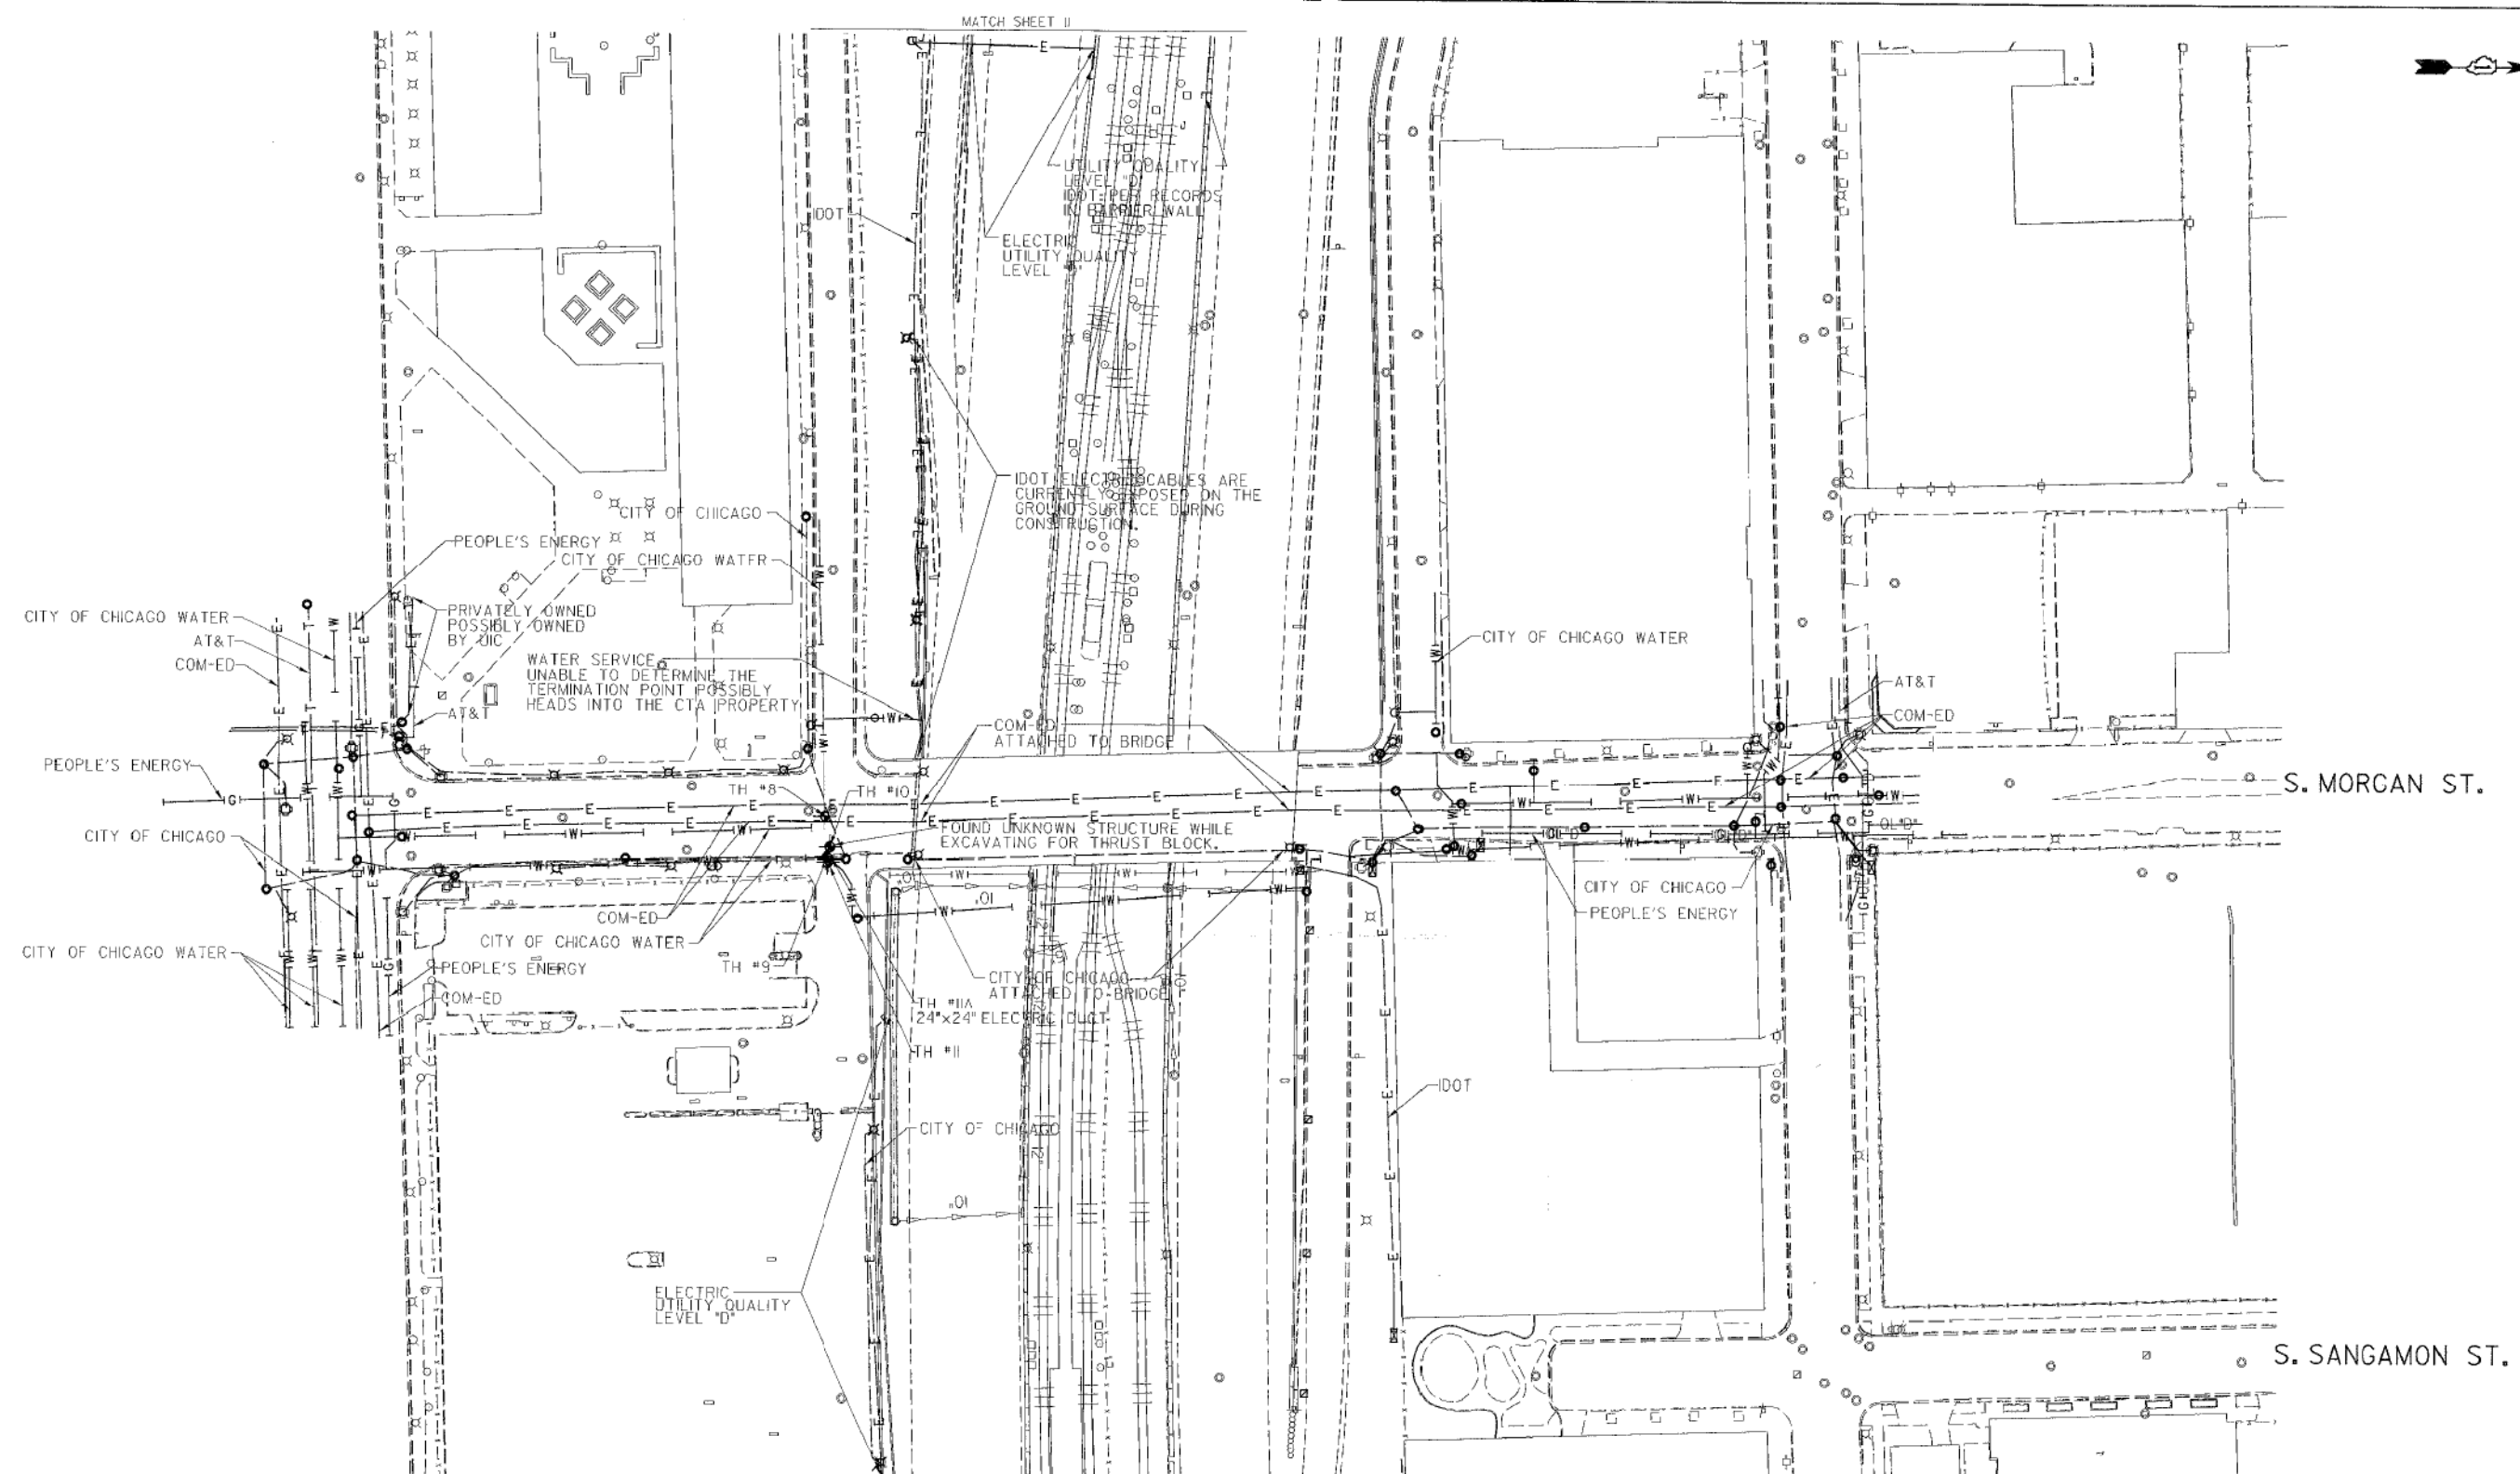 MATCH SHEET 11
UTILITY QUALITY
LEVEL "D"
IDOT: PER RECORDS
IN BARRIER WALL
IDOT
ELECTRIC
UTILITY QUALITY
LEVEL "D"
IDOT ELECTRIC CABLES ARE
CURRENTLY EXPOSED ON THE
GROUND SURFACE DURING
CONSTRUCTION.
CITY OF CHICAGO
PEOPLE'S ENERGY
CITY OF CHICAGO WATER
CITY OF CHICAGO WATER
AT&T
COM-ED
PRIVATELY OWNED
POSSIBLY OWNED
BY UIC
WATER SERVICE
UNABLE TO DETERMINE THE
TERMINATION POINT POSSIBLY
HEADS INTO THE CTA PROPERTY
AT&T
CITY OF CHICAGO WATER
AT&T
COM-ED
COM-ED
ATTACHED TO BRIDGE
PEOPLE'S ENERGY
TH #8
TH #10
S. MORGAN ST.
CITY OF CHICAGO
FOUND UNKNOWN STRUCTURE WHILE
EXCAVATING FOR THRUST BLOCK.
QL"D"
CITY OF CHICAGO
PEOPLE'S ENERGY
COM-ED
CITY OF CHICAGO WATER
CITY OF CHICAGO WATER
PEOPLE'S ENERGY
TH #9
COM-ED
CITY OF CHICAGO
ATTACHED TO BRIDGE
TH #11A
24"x24" ELECTRIC DUCT
TH #11
IDOT
CITY OF CHICAGO
12"
10"
ELECTRIC
UTILITY QUALITY
LEVEL "D"
S. SANGAMON ST.